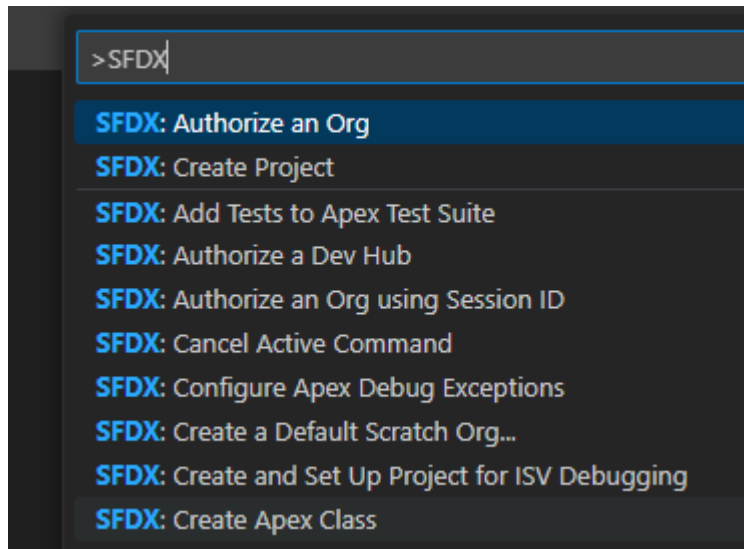 >SFDX
SFDX: Authorize an Org
SFDX: Create Project
SFDX: Add Tests to Apex Test Suite
SFDX: Authorize a Dev Hub
SFDX: Authorize an Org using Session ID
SFDX: Cancel Active Command
SFDX: Configure Apex Debug Exceptions
SFDX: Create a Default Scratch Org...
SFDX: Create and Set Up Project for ISV Debugging
SFDX: Create Apex Class